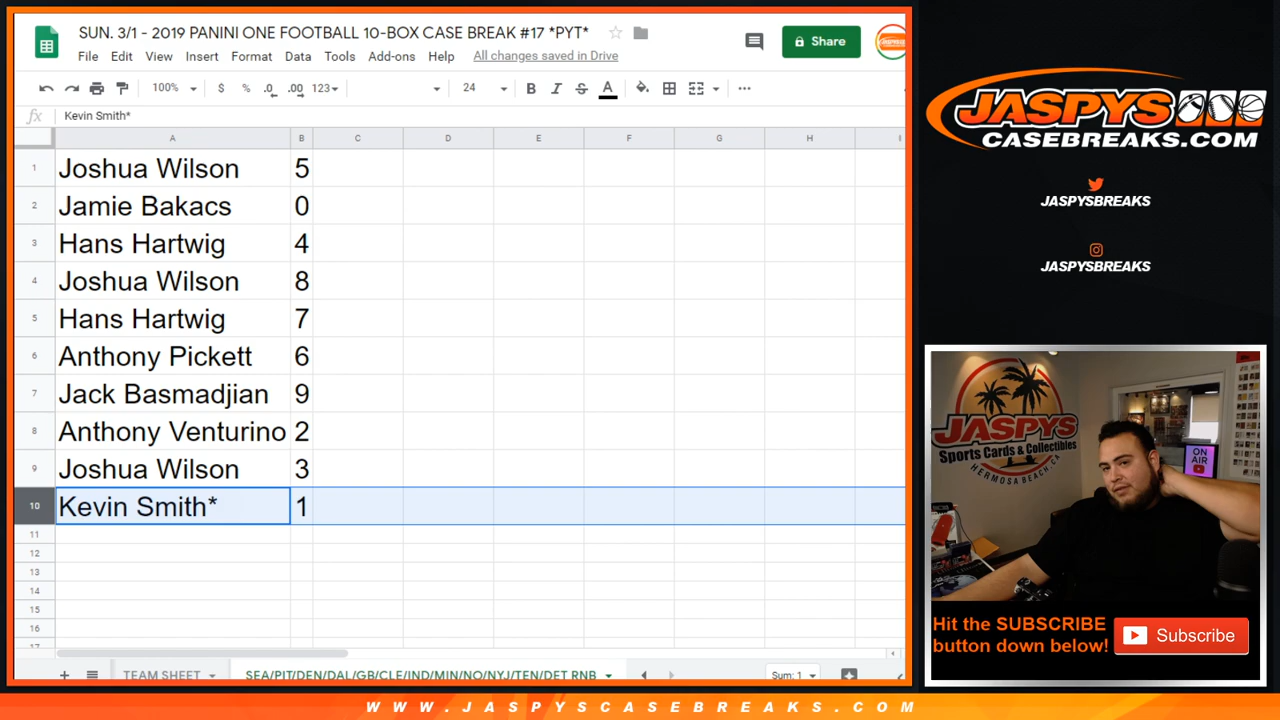 SUN. 3/1 - 2019 PANINI ONE FOOTBALL 10-BOX CASE BREAK #17 *PYT*
File Edit View Insert Format Data Tools Add-ons Help All changes saved in Drive
Share
100% $ % .0 .00 123 24 B I S A
fx Kevin Smith*
A B C D E F G H I
1 Joshua Wilson 5
2 Jamie Bakacs 0
3 Hans Hartwig 4
4 Joshua Wilson 8
5 Hans Hartwig 7
6 Anthony Pickett 6
7 Jack Basmadjian 9
8 Anthony Venturino 2
9 Joshua Wilson 3
10 Kevin Smith* 1
11
12
13
14
15
16
17
TEAM SHEET SEA/PIT/DEN/DAL/GB/CLE/IND/MIN/NO/NYJ/TEN/DET RNB Sum: 1
JASPYS
CASEBREAKS.COM
JASPYSBREAKS
JASPYSBREAKS
JASPYS
Sports Cards & Collectibles
HERMOSA BEACH, CA
ON AIR
Hit the SUBSCRIBE
button down below!
Subscribe
WWW.JASPYSCASEBREAKS.COM